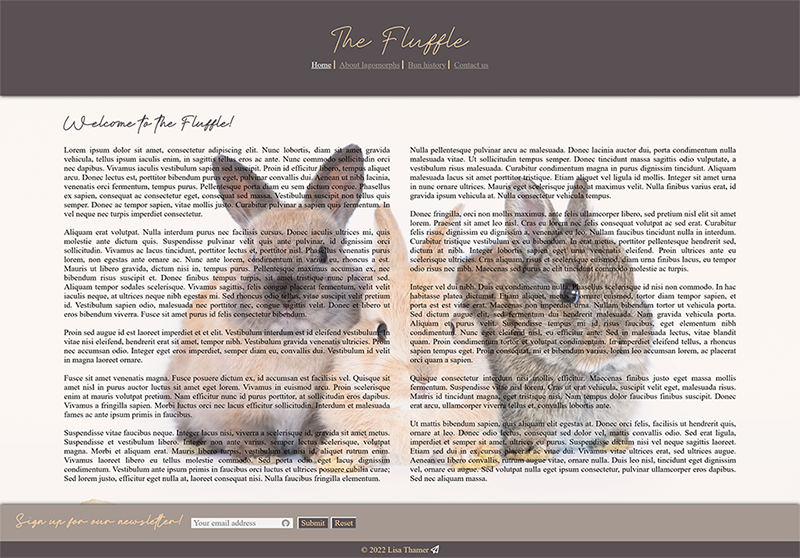 The Fluffle
Home | About lagomorphs | Bun history | Contact us
Welcome to the Fluffle!
Lorem ipsum dolor sit amet, consectetur adipiscing elit. Nunc lobortis, diam sit amet gravida
vehicula, tellus ipsum iaculis enim, in sagittis tellus eros ac ante. Nunc commodo sollicitudin orci
nec dapibus. Vivamus iaculis vestibulum sapien sed suscipit. Proin id efficitur libero, tempus aliquet
arcu. Donec lectus est, porttitor bibendum purus eget, pulvinar convallis dui. Aenean ut nibh lacinia,
venenatis orci fermentum, tempus purus. Pellentesque porta diam eu sem dictum congue. Phasellus
ex sapien, consequat ac consectetur eget, consequat sed massa. Vestibulum suscipit non tellus quis
semper. Donec ac tempor sapien, vitae mollis justo. Curabitur pulvinar a sapien quis fermentum. Sed
vel neque nec turpis imperdiet consectetur.
Aliquam erat volutpat. Nulla interdum purus nec facilisis cursus. Donec iaculis ultrices mi, quis
molestie ante dictum quis. Suspendisse pulvinar velit quis ante pulvinar, id dignissim orci
sollicitudin. Vivamus ac lacus tincidunt, porttitor lectus et, porttitor nisl. Phasellus venenatis purus
lorem, non egestas ante ornare ac. Nunc ante lorem, condimentum in varius id, rhoncus a est.
Mauris ut libero gravida, dictum nisi in, tempus purus. Pellentesque maximus accumsan ex, nec
bibendum mauris tempus ac. Etiam bibendum turpis, sit amet tristique nunc placerat sed.
Aliquam tempor sodales scelerisque. Vivamus sagittis, felis consequat placerat fermentum, velit velit
iaculis neque, at ultrices neque nibh egestas mi. Sed rhoncus odio tellus, vitae suscipit velit pretium
id. Vestibulum sapien odio, malesuada nec porttitor nec, congue sagittis velit. Donec et libero ut
eros bibendum viverra. Fusce sit amet purus id felis consectetur bibendum.
Proin sed augue id est laoreet imperdiet et et elit. Vestibulum interdum est id eleifend vestibulum.
vitae nisi eleifend, hendrerit erat sit amet, tempor nibh. Vestibulum gravida venenatis ultricies. Proin
nec accumsan odio. Integer eget eros imperdiet, semper diam eu, convallis dui. Vestibulum id velit
in magna laoreet ornare.
Fusce sit amet venenatis magna. Fusce posuere dictum ex, id accumsan est facilisis vel. Quisque sit
amet nisl in purus auctor luctus sit amet eget lorem. Vivamus in euismod arcu. Proin scelerisque
enim at mauris volutpat pretium. Nam efficitur nunc id purus porttitor, at sollicitudin eros dapibus.
Vivamus a fringilla sapien. Morbi luctus orci nec lacus efficitur sollicitudin. Interdum et malesuada
fames ac ante ipsum primis in faucibus.
Suspendisse vitae faucibus neque. Integer lacus nisi, viverra a scelerisque id, gravida sit amet metus.
Suspendisse et vestibulum libero. Integer non ante varius, semper lectus scelerisque, volutpat
magna. Morbi et aliquam erat. Mauris libero turpis, vestibulum et nulla id, aliquet rutrum enim.
Vivamus laoreet libero eu tellus molestie commodo. Sed porta odio eget lacus dignissim
condimentum. Vestibulum ante ipsum primis in faucibus orci luctus et ultrices posuere cubilia curae;
Sed lorem justo, efficitur eget nulla at, laoreet consequat nisi. Nulla faucibus fringilla elementum.
Nulla pellentesque pulvinar arcu ac malesuada. Donec lacinia auctor dui, porta condimentum nulla
malesuada vitae. Ut sollicitudin tempus semper. Donec tincidunt massa sagittis odio vulputate, a
vestibulum risus malesuada. Curabitur condimentum magna in purus dignissim tincidunt. Aliquam
malesuada lacus sit amet porttitor tristique. Etiam aliquet vel ligula id mollis. Integer sit amet urna
in nunc ornare ultrices. Mauris eget scelerisque justo, at maximus velit. Nulla finibus varius erat, id
gravida ipsum vehicula at. Nullam consectetur varius tempus.
Donec fringilla, orci non mollis maximus, ante felis ullamcorper libero, sed pretium nisl elit sit amet
lorem. Praesent sit amet leo nisl. Cras eu lorem nec felis consequat volutpat ac sed erat. Curabitur
felis risus, dignissim eu dignissim a, venenatis eu leo. Nullam faucibus tincidunt nulla in interdum.
Curabitur tristique vestibulum ex eu bibendum. In erat arcu, porttitor pellentesque hendrerit sed,
dictum at nibh. Integer lobortis ornare urna venenatis eleifend. Proin ultrices ante eu
scelerisque ultricies. Cras aliquam, turpis et scelerisque euismod, diam urna finibus lacus, eu tempor
odio risus nec nibh. Maecenas sed purus ac elit tincidunt commodo molestie ac turpis.
Integer vel dui nibh. Duis eu condimentum nulla. Phasellus scelerisque id nisi non commodo. In hac
habitasse platea dictumst. Etiam aliquet, metus id ornare euismod, tortor diam tempor sapien, et
porta est est vitae erat. Maecenas nec ullamcorper urna. Nullam bibendum tortor ut vehicula porta.
Sed dictum quam a euismod, sed fermentum dui hendrerit malesuada. Nam gravida vehicula porta.
Aliquam et purus. Suspendisse tempus mi id risus faucibus, eget elementum nibh
condimentum. Nunc eget eleifend nisl, eu efficitur ante. Sed in malesuada lectus, vitae blandit
quam. Proin condimentum finibus volutpat. In imperdiet eleifend tellus, a rhoncus
sapien tempus eget. Proin consequat, mi et bibendum varius, lorem leo accumsan lorem, ac placerat
orci quam a sapien.
Quisque consectetur interdum nisi mollis efficitur. Maecenas finibus justo eget massa mollis
fermentum. Suspendisse vitae sapien id lorem. Cras ut erat vehicula, suscipit velit eget, malesuada risus.
Mauris id tincidunt magna, eget tristique nisi. Nam tempus dolor faucibus finibus suscipit. Donec
erat arcu, ullamcorper viverra tellus et, convallis lobortis ante.
Ut mattis bibendum sapien, quis aliquam elit egestas at. Donec orci felis, facilisis ut hendrerit quis,
ornare at leo. Donec odio lectus, consequat sed dolor vel, mattis convallis odio. Sed erat ligula,
imperdiet et semper sit amet, ultrices sed purus. Suspendisse dictum nisi vel neque sagittis laoreet.
Etiam sed dui in ex cursus, ac vitae dui. Vivamus sed ultrices erat, sed ultrices augue.
Aenean eu libero convallis, rutrum augue vitae, ornare nulla. Duis eget lorem eget diam dignissim
vel, ornare eu augue. Sed volutpat nulla eget ipsum consectetur, pulvinar ullamcorper eros dapibus.
Sed nec aliquam massa.
Sign up for our newsletter!
Your email address
Submit Reset
© 2022 Lisa Thamer